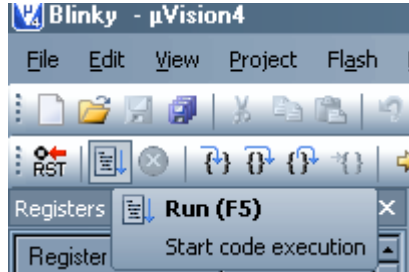 Blinky - µVision4
File Edit View Project Flash
RST
Registers
Run (F5)
Register
Start code execution